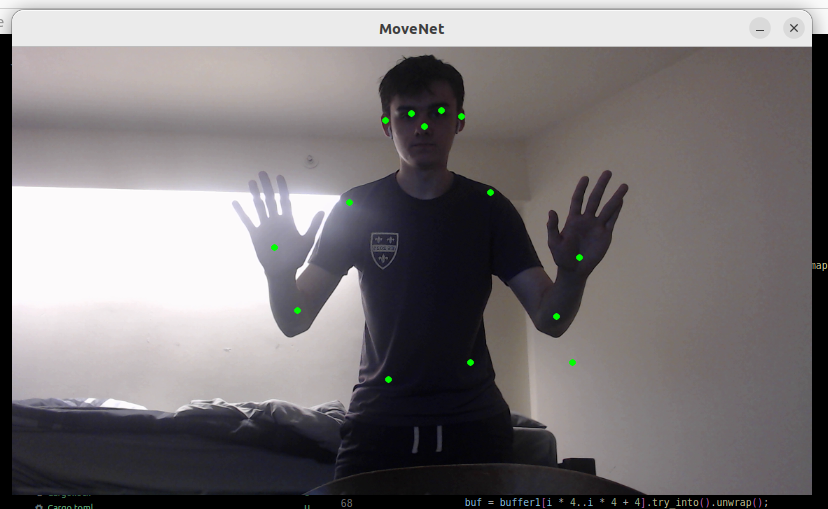 MoveNet
map
Cargo.toml
u
68
buf = buffer1[i * 4..i * 4 + 4].try_into().unwrap();